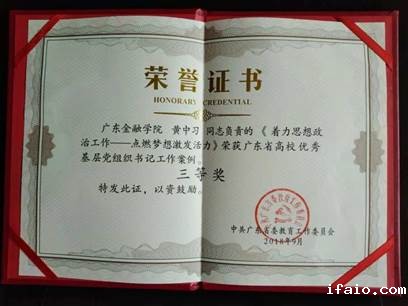 荣誉证书
HONORARY CREDENTIAL
广东金融学院 黄中习 同志负责的《着力思想政
治工作——点燃梦想激发活力》荣获广东省高校优秀
基层党组织书记工作案例。
三等奖
特发此证，以资鼓励。
中共广东省委教育工作委员会
2018年9月
ifaio.com